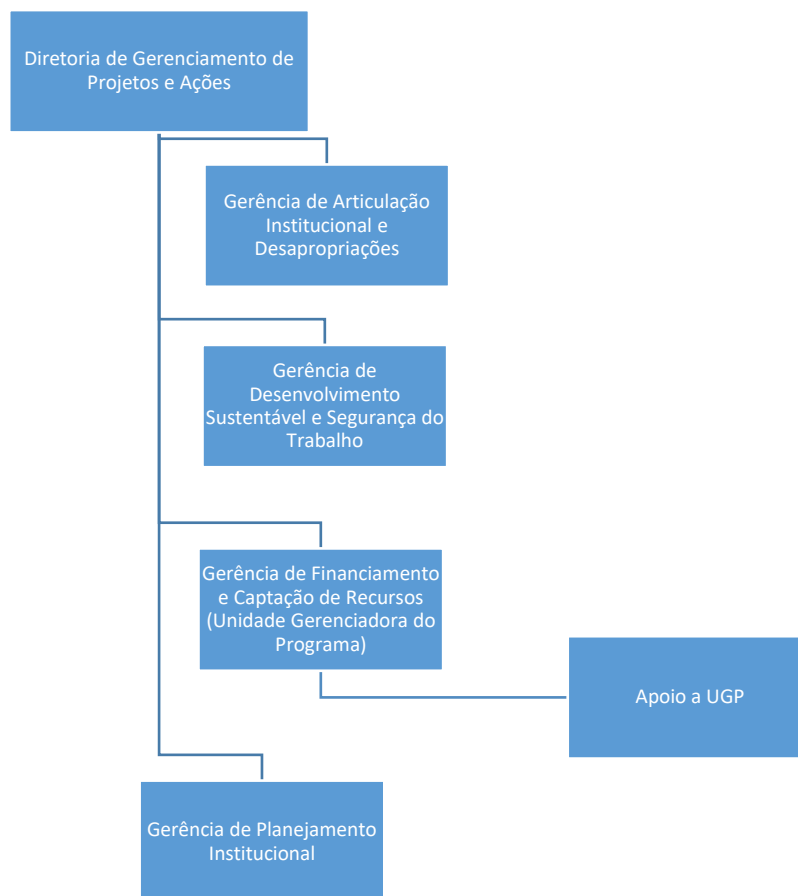 Diretoria de Gerenciamento de
Projetos e Ações
Gerência de Articulação
Institucional e
Desapropriações
Gerência de
Desenvolvimento
Sustentável e Segurança do
Trabalho
Gerência de Financiamento
e Captação de Recursos
(Unidade Gerenciadora do
Programa)
Apoio a UGP
Gerência de Planejamento
Institucional